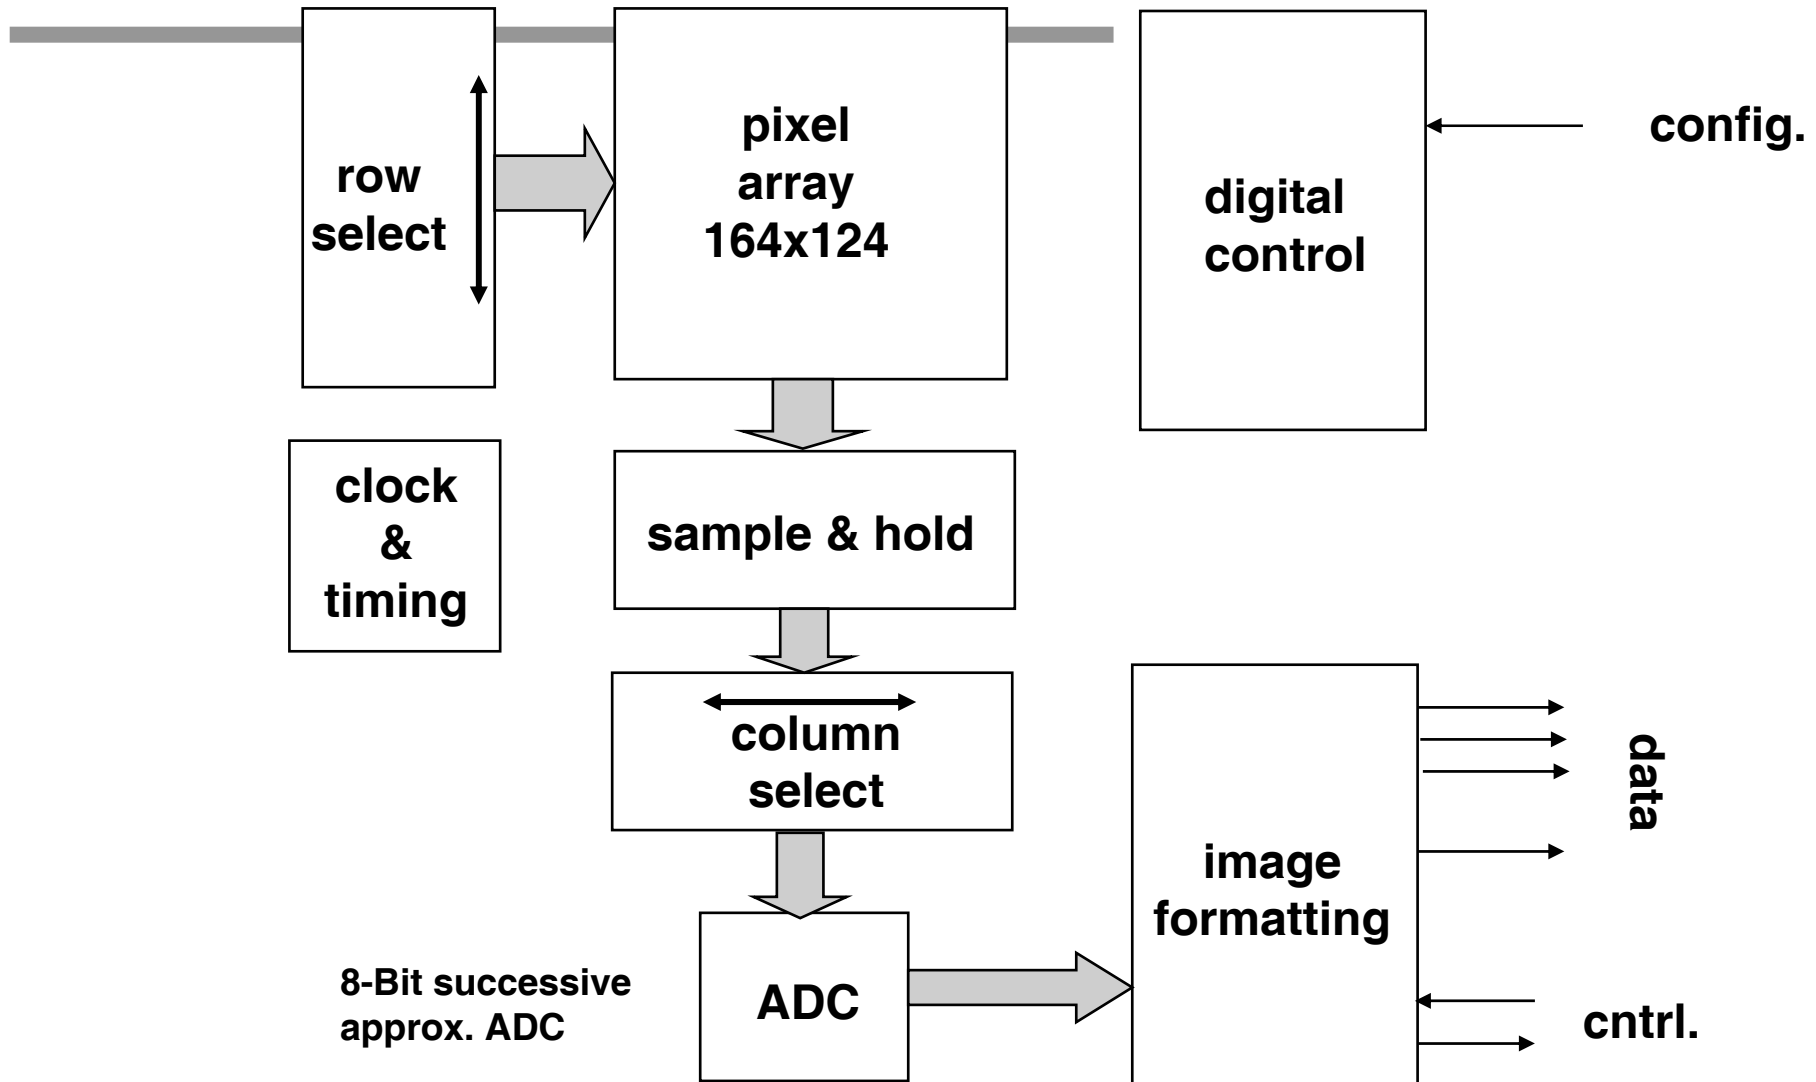 row
select
pixel
array
164x124
digital
control
config.
clock
&
timing
sample & hold
column
select
data
image
formatting
8-Bit successive
approx. ADC
ADC
cntrl.